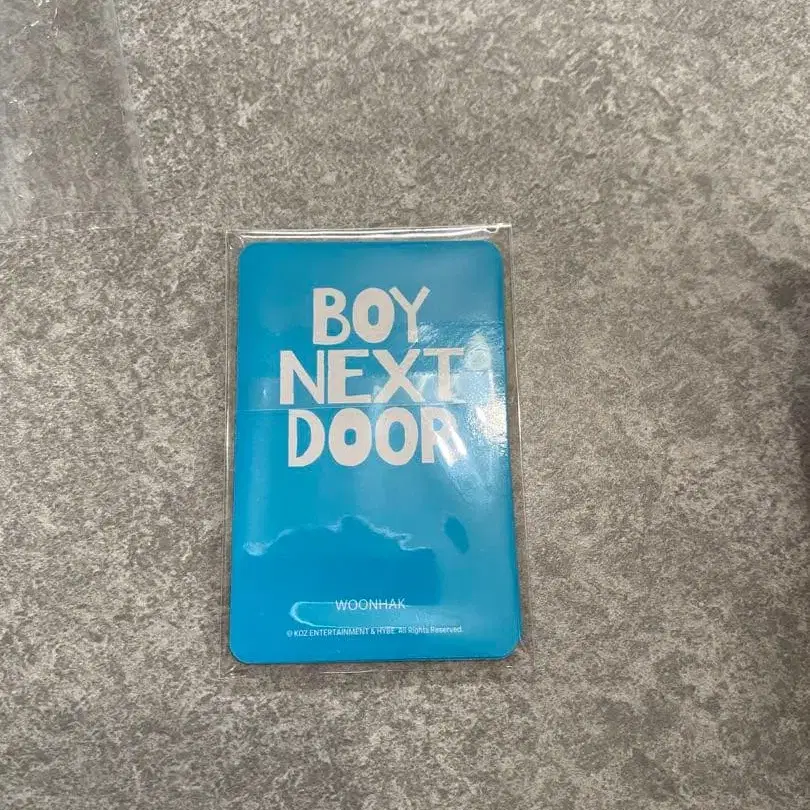 BOY
NEXT
DOOR
WOONHAK
© KOZ ENTERTAINMENT & HYBE. All Rights Reserved.